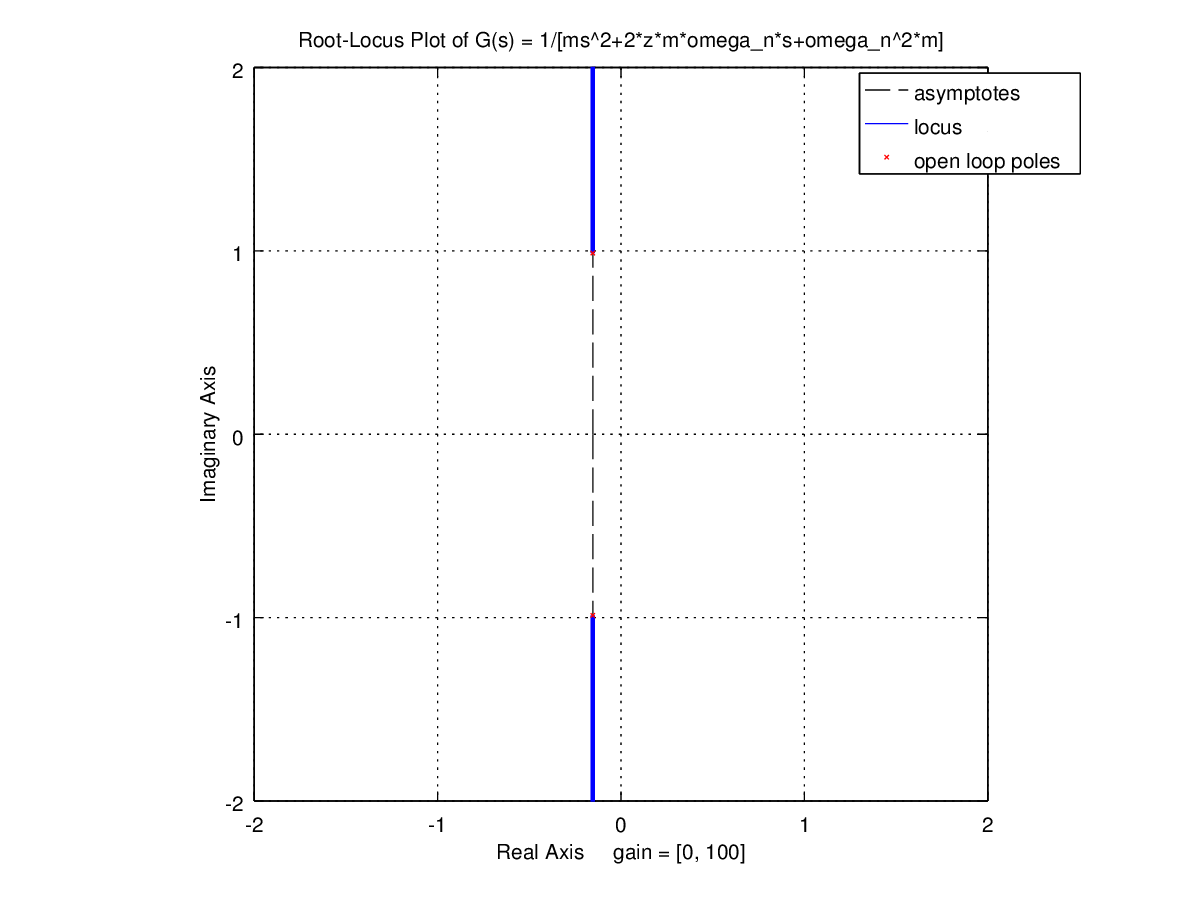 Root-Locus Plot of G(s) = 1/[ms^2+2*z*m*omega_n*s+omega_n^2*m]
asymptotes
locus
open loop poles
2
1
0
-1
-2
Imaginary Axis
-2
-1
0
1
2
Real Axis gain = [0, 100]